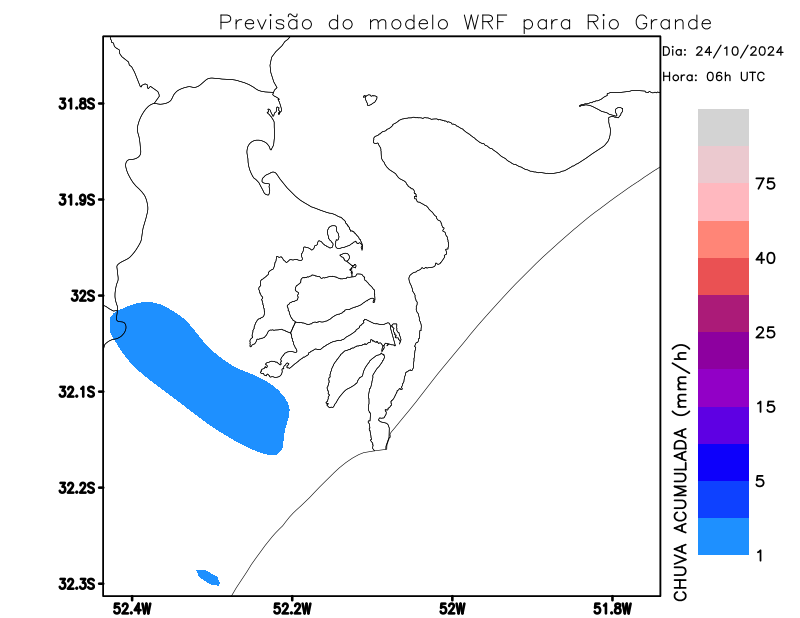 Previsão do modelo WRF para Rio Grande
Dia: 24/10/2024
Hora: 06h UTC
31.8S
31.9S
32S
32.1S
32.2S
32.3S
52.4W
52.2W
52W
51.8W
CHUVA ACUMULADA (mm/h)
75
40
25
15
5
1